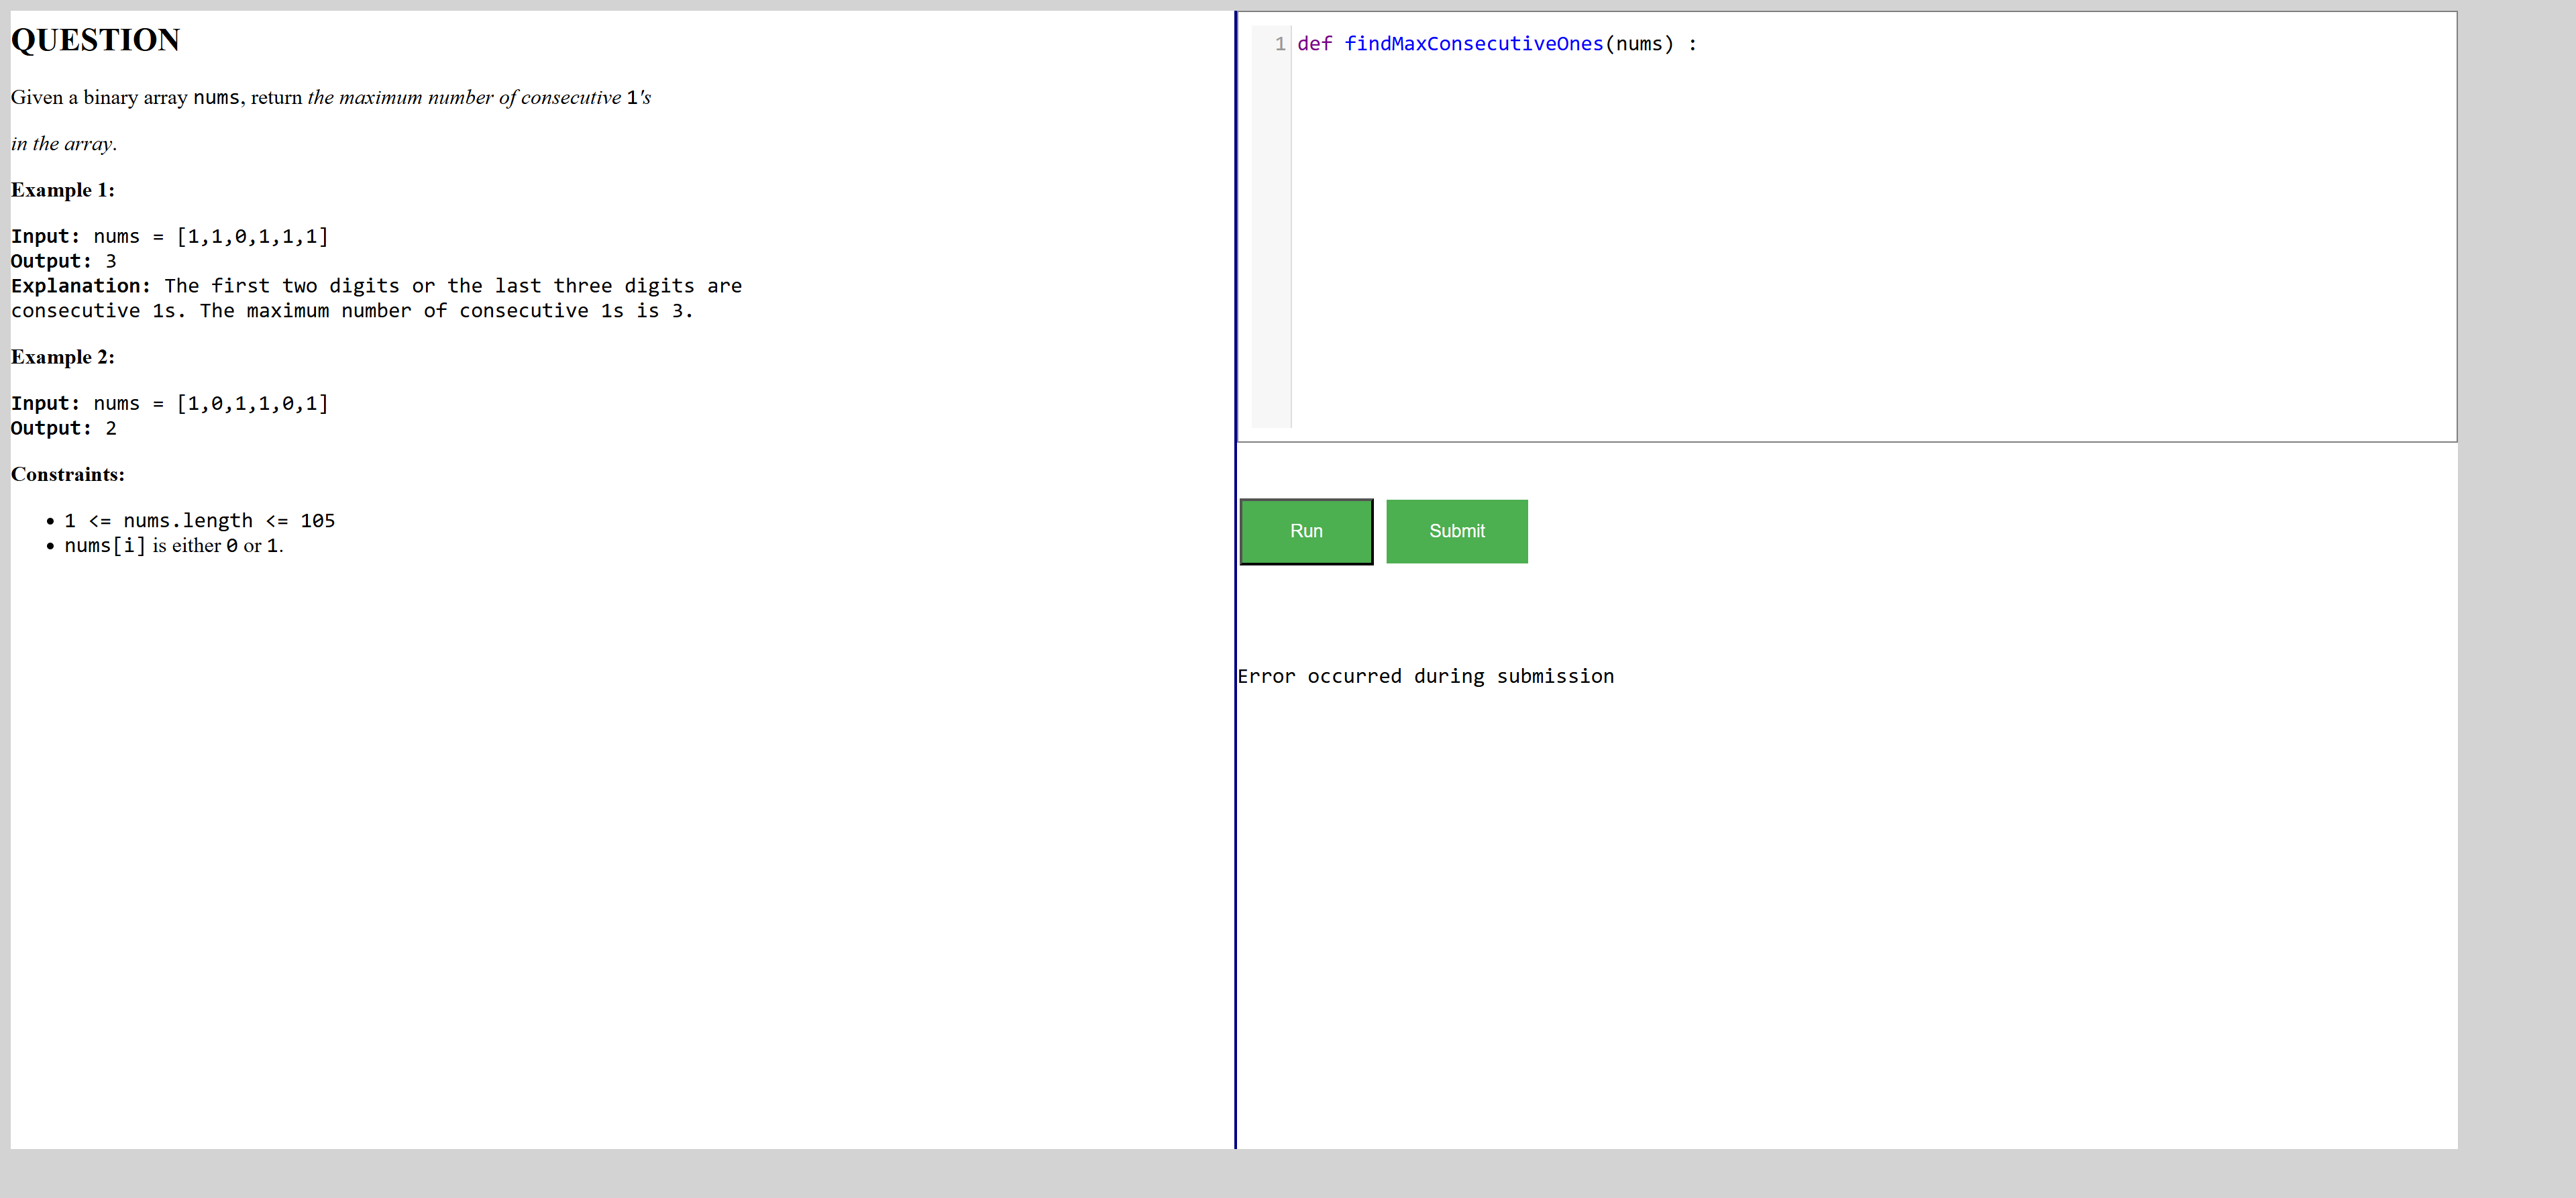 QUESTION
Given a binary array nums, return the maximum number of consecutive 1's
in the array.
Example 1:
Input: nums = [1,1,0,1,1,1]
Output: 3
Explanation: The first two digits or the last three digits are
consecutive 1s. The maximum number of consecutive 1s is 3.
Example 2:
Input: nums = [1,0,1,1,0,1]
Output: 2
Constraints:
• 1 <= nums.length <= 105
• nums[i] is either 0 or 1.
1 def findMaxConsecutiveOnes(nums) :
Run Submit
Error occurred during submission